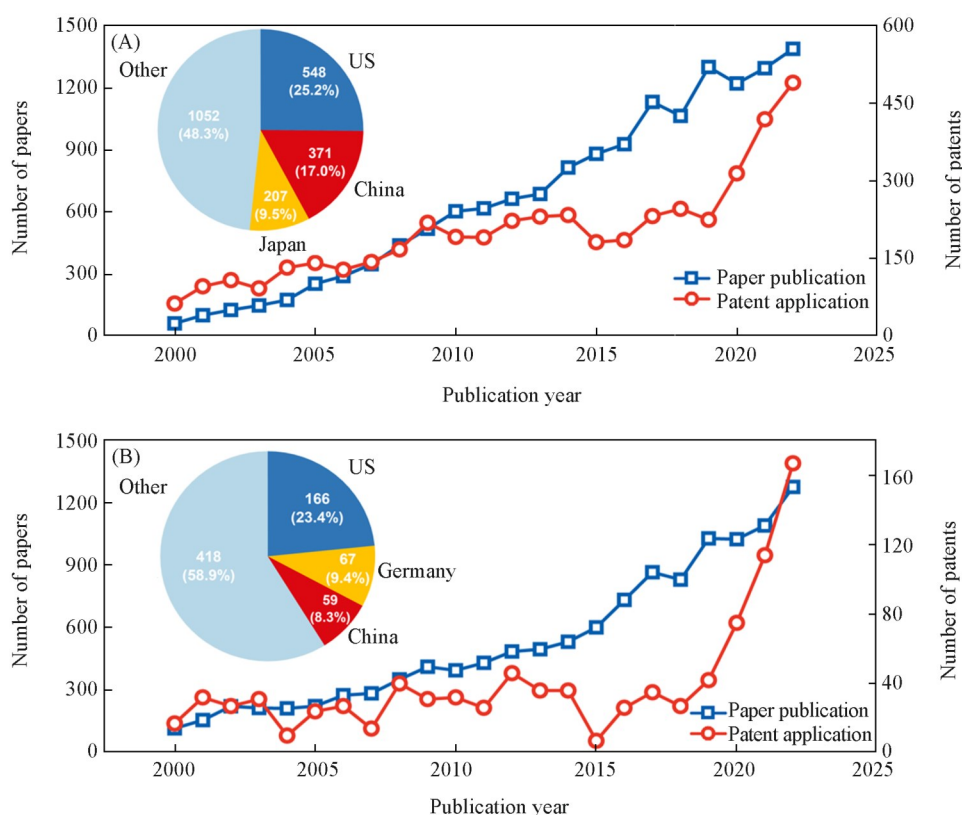 (A)
1500
1200
900
600
300
0
Number of papers
600
450
300
150
0
Number of patents
Other
US
548
(25.2%)
1052
(48.3%)
371
(17.0%)
China
207
(9.5%)
Japan
Paper publication
Patent application
2000 2005 2010 2015 2020 2025
Publication year
(B)
1500
1200
900
600
300
0
Number of papers
160
120
80
40
0
Number of patents
Other
US
166
(23.4%)
418
(58.9%)
67
(9.4%)
Germany
59
(8.3%)
China
Paper publication
Patent application
2000 2005 2010 2015 2020 2025
Publication year